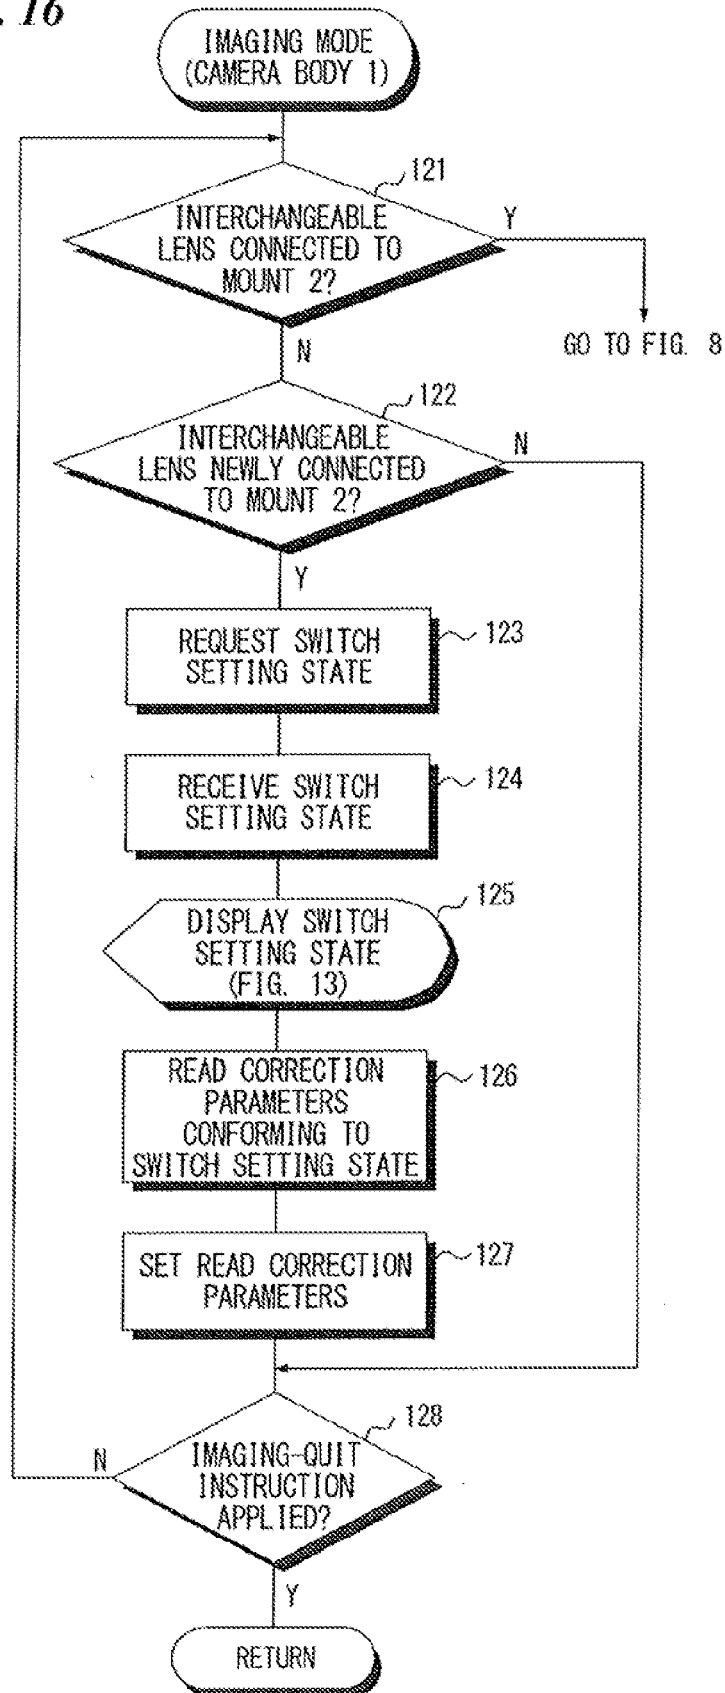 . 16
IMAGING MODE
(CAMERA BODY 1)
121
INTERCHANGEABLE
LENS CONNECTED TO
MOUNT 2?
Y
GO TO FIG. 8
N
122
INTERCHANGEABLE
LENS NEWLY CONNECTED
TO MOUNT 2?
N
Y
REQUEST SWITCH
SETTING STATE
123
RECEIVE SWITCH
SETTING STATE
124
DISPLAY SWITCH
SETTING STATE
(FIG. 13)
125
READ CORRECTION
PARAMETERS
CONFORMING TO
SWITCH SETTING STATE
126
SET READ CORRECTION
PARAMETERS
127
128
N
IMAGING-QUIT
INSTRUCTION
APPLIED?
Y
RETURN